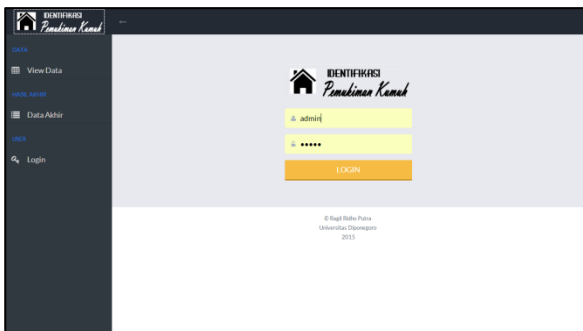 IDENTIFIKASI
Pemukiman Kumuh
←
DATA
View Data
HASIL AKHIR
Data Akhir
USER
Login
IDENTIFIKASI
Pemukiman Kumuh
admin
•••••
LOGIN
© Ragil Ridho Putra
Universitas Diponegoro
2015